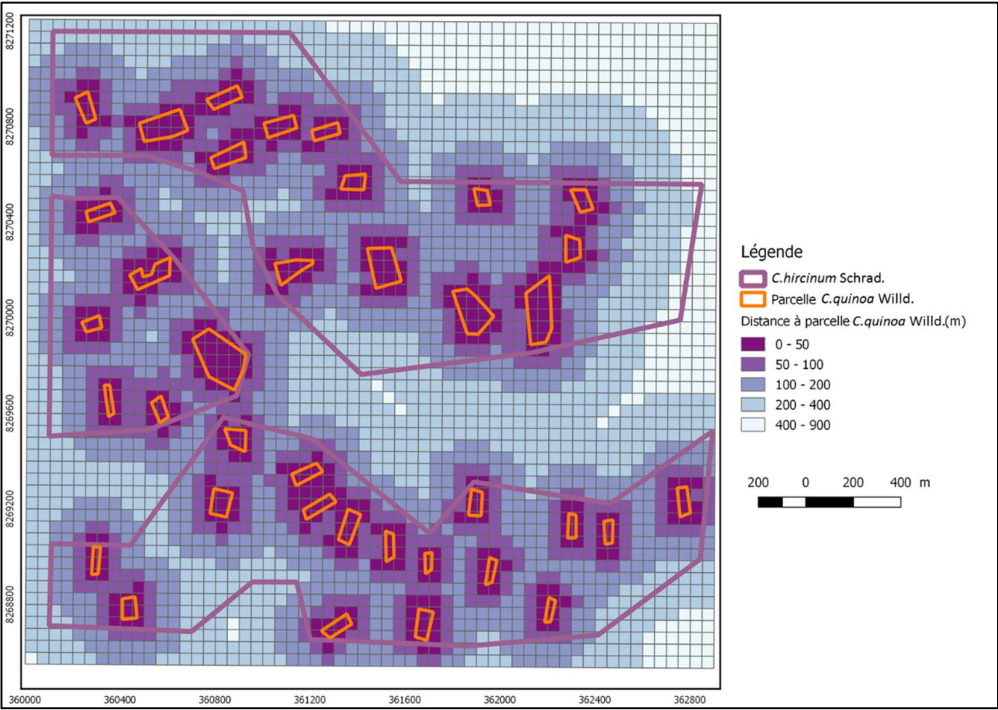 8271200
8270800
8270400
8270000
8269600
8269200
8268800
360000 360400 360800 361200 361600 362000 362400 362800
Légende
C.hircinum Schrad.
Parcelle C.quinoa Willd.
Distance à parcelle C.quinoa Willd.(m)
0 - 50
50 - 100
100 - 200
200 - 400
400 - 900
200 0 200 400 m